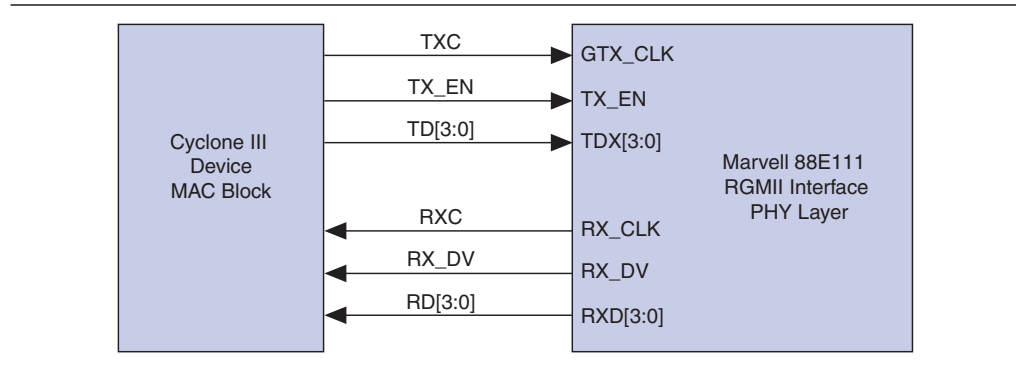 Cyclone III
Device
MAC Block
TXC
TX_EN
TD[3:0]
RXC
RX_DV
RD[3:0]
GTX_CLK
TX_EN
TDX[3:0]
RX_CLK
RX_DV
RXD[3:0]
Marvell 88E111
RGMII Interface
PHY Layer